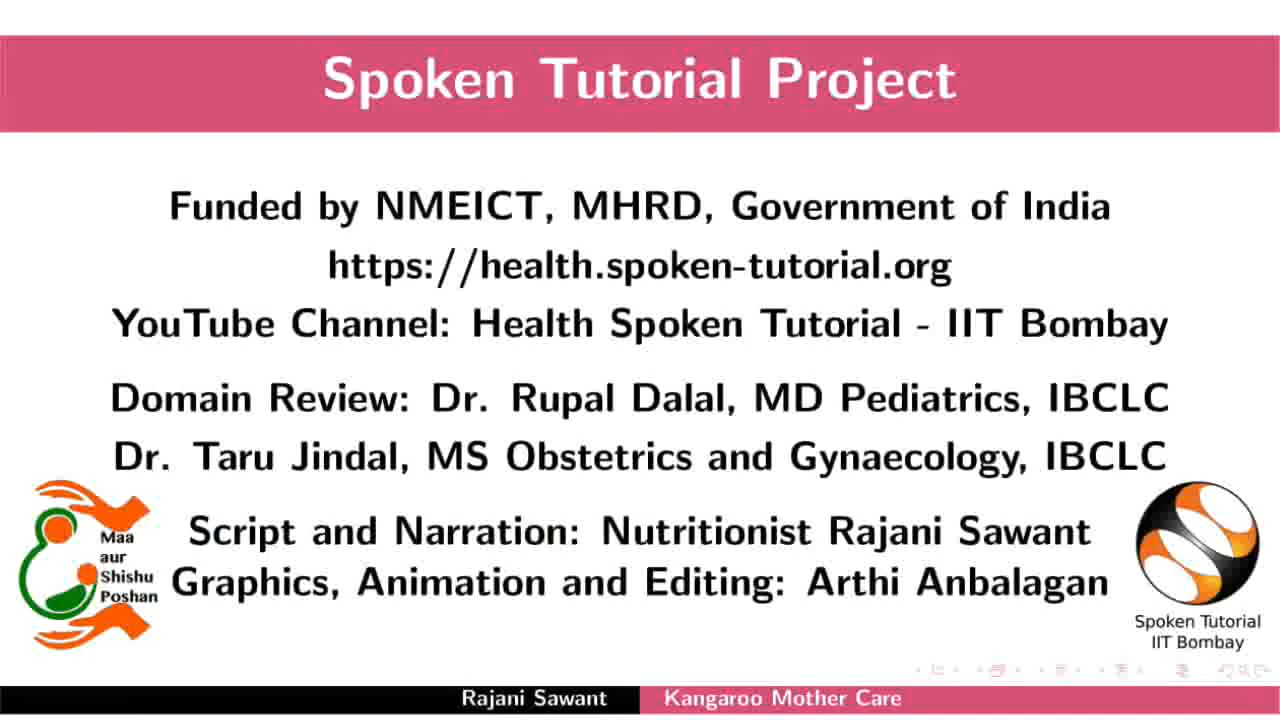 Spoken Tutorial Project
Funded by NMEICT, MHRD, Government of India
https://health.spoken-tutorial.org
YouTube Channel: Health Spoken Tutorial - IIT Bombay
Domain Review: Dr. Rupal Dalal, MD Pediatrics, IBCLC
Dr. Taru Jindal, MS Obstetrics and Gynaecology, IBCLC
Script and Narration: Nutritionist Rajani Sawant
Graphics, Animation and Editing: Arthi Anbalagan
Maa
aur
Shishu
Poshan
Spoken Tutorial
IIT Bombay
Rajani Sawant
Kangaroo Mother Care